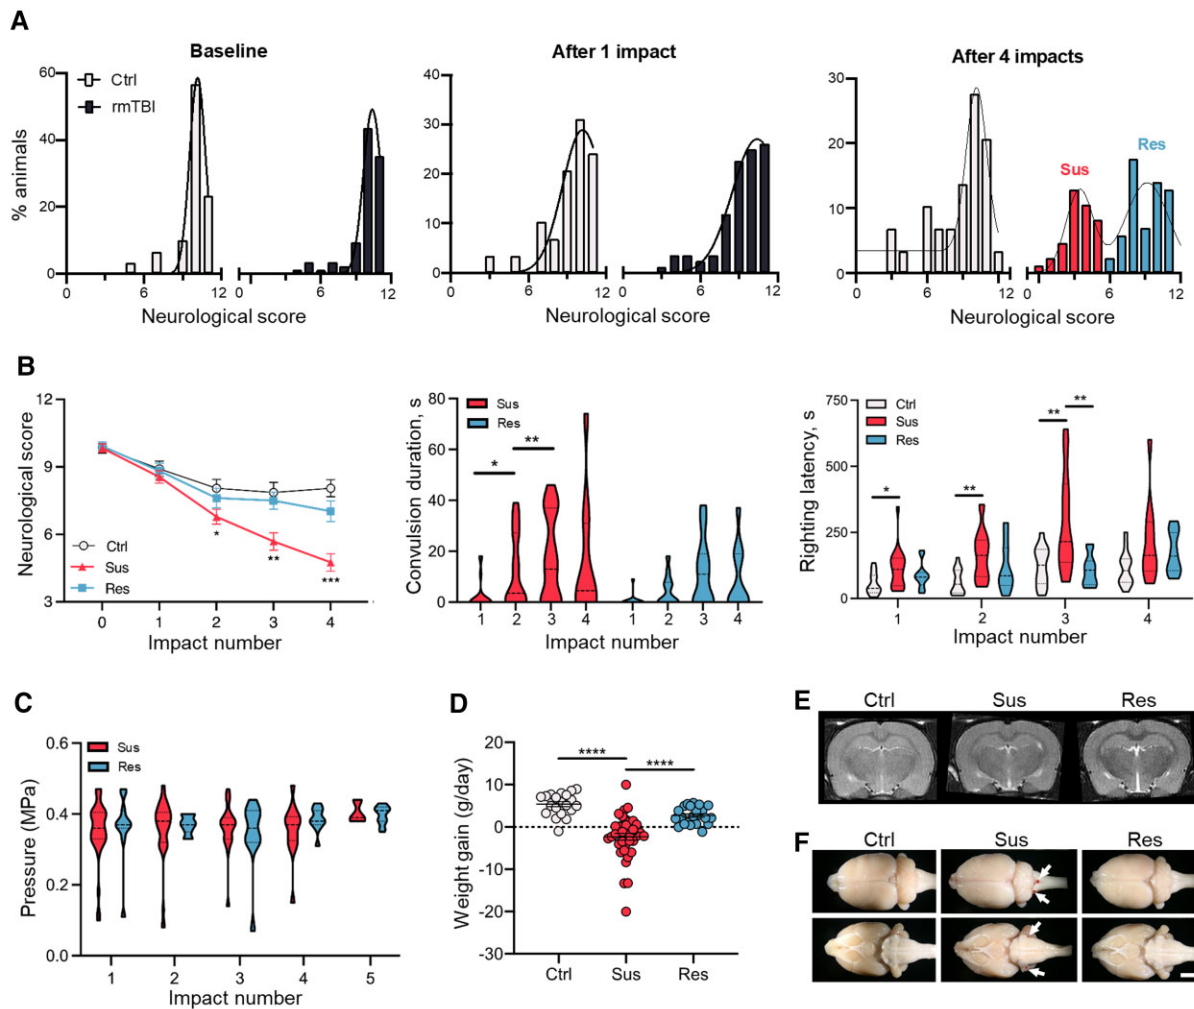 A
Baseline
After 1 impact
After 4 impacts
Ctrl
rmTBI
% animals
60
40
20
0
0 6 0 6 12
Neurological score
40
30
20
10
0
0 6 0 6 12
Neurological score
30
20
10
0
Sus
Res
0 6 12 0 6 12
Neurological score
B
Neurological score
12
9
6
3
Ctrl
Sus
Res
*
**
***
0 1 2 3 4
Impact number
Convulsion duration, s
80
60
40
20
0
Sus
Res
*
**
1 2 3 4 1 2 3 4
Impact number
Righting latency, s
750
500
250
0
Ctrl
Sus
Res
*
**
**
**
1 2 3 4
Impact number
C
Pressure (MPa)
0.6
0.4
0.2
0.0
Sus
Res
1 2 3 4 5
Impact number
D
Weight gain (g/day)
20
10
0
-10
-20
-30
****
****
Ctrl Sus Res
E
Ctrl Sus Res
F
Ctrl Sus Res